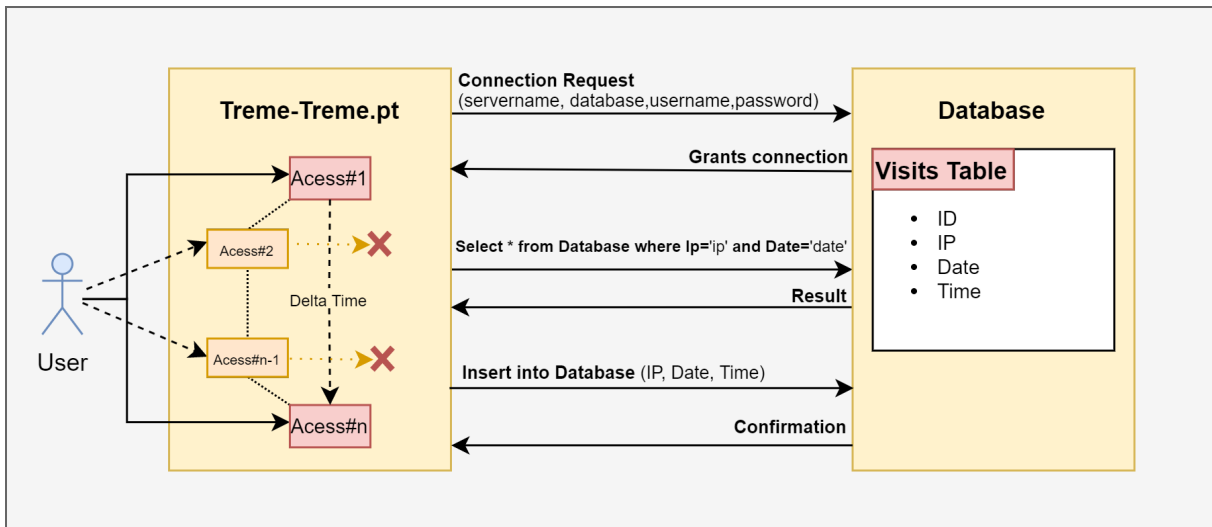 Treme-Treme.pt
Acess#1
Acess#2
Delta Time
Acess#n-1
Acess#n
User
Connection Request
(servername, database,username,password)
Grants connection
Select * from Database where Ip='ip' and Date='date'
Result
Insert into Database (IP, Date, Time)
Confirmation
Database
Visits Table
• ID
• IP
• Date
• Time